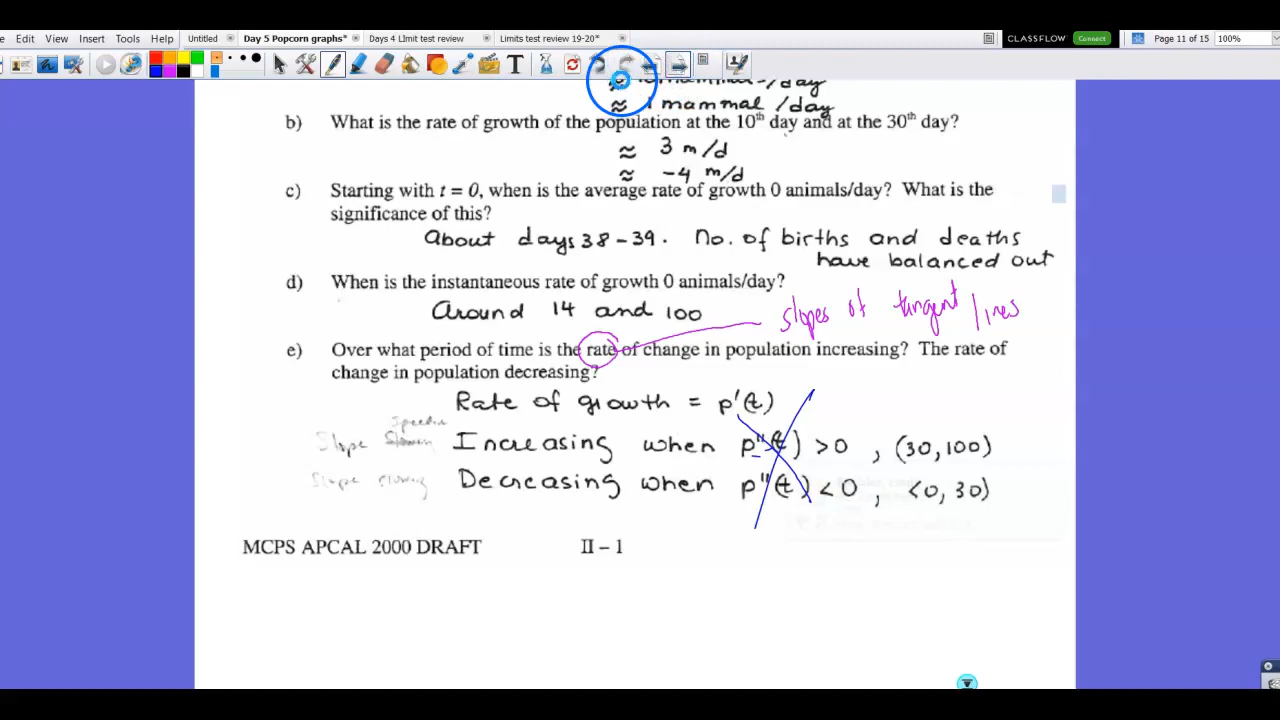 Edit View Insert Tools Help Untitled Day 5 Popcorn graphs* Days 4 LImit test review Limits test review 19-20* CLASSFLOW Connect Page 11 of 15 100%
≈ 1 mammal /day
b) What is the rate of growth of the population at the 10th day and at the 30th day?
≈ 3 m/d
≈ -4 m/d
c) Starting with t = 0, when is the average rate of growth 0 animals/day? What is the
significance of this?
About days 38-39. No. of births and deaths
have balanced out
d) When is the instantaneous rate of growth 0 animals/day?
Around 14 and 100
slopes of tangent lines
e) Over what period of time is the rate of change in population increasing? The rate of
change in population decreasing?
Rate of growth = p'(t)
Slope
Increasing when p"(t) >0 , (30, 100)
Slope slowing
Decreasing when p"(t) <0 , <0, 30)
MCPS APCAL 2000 DRAFT II – 1